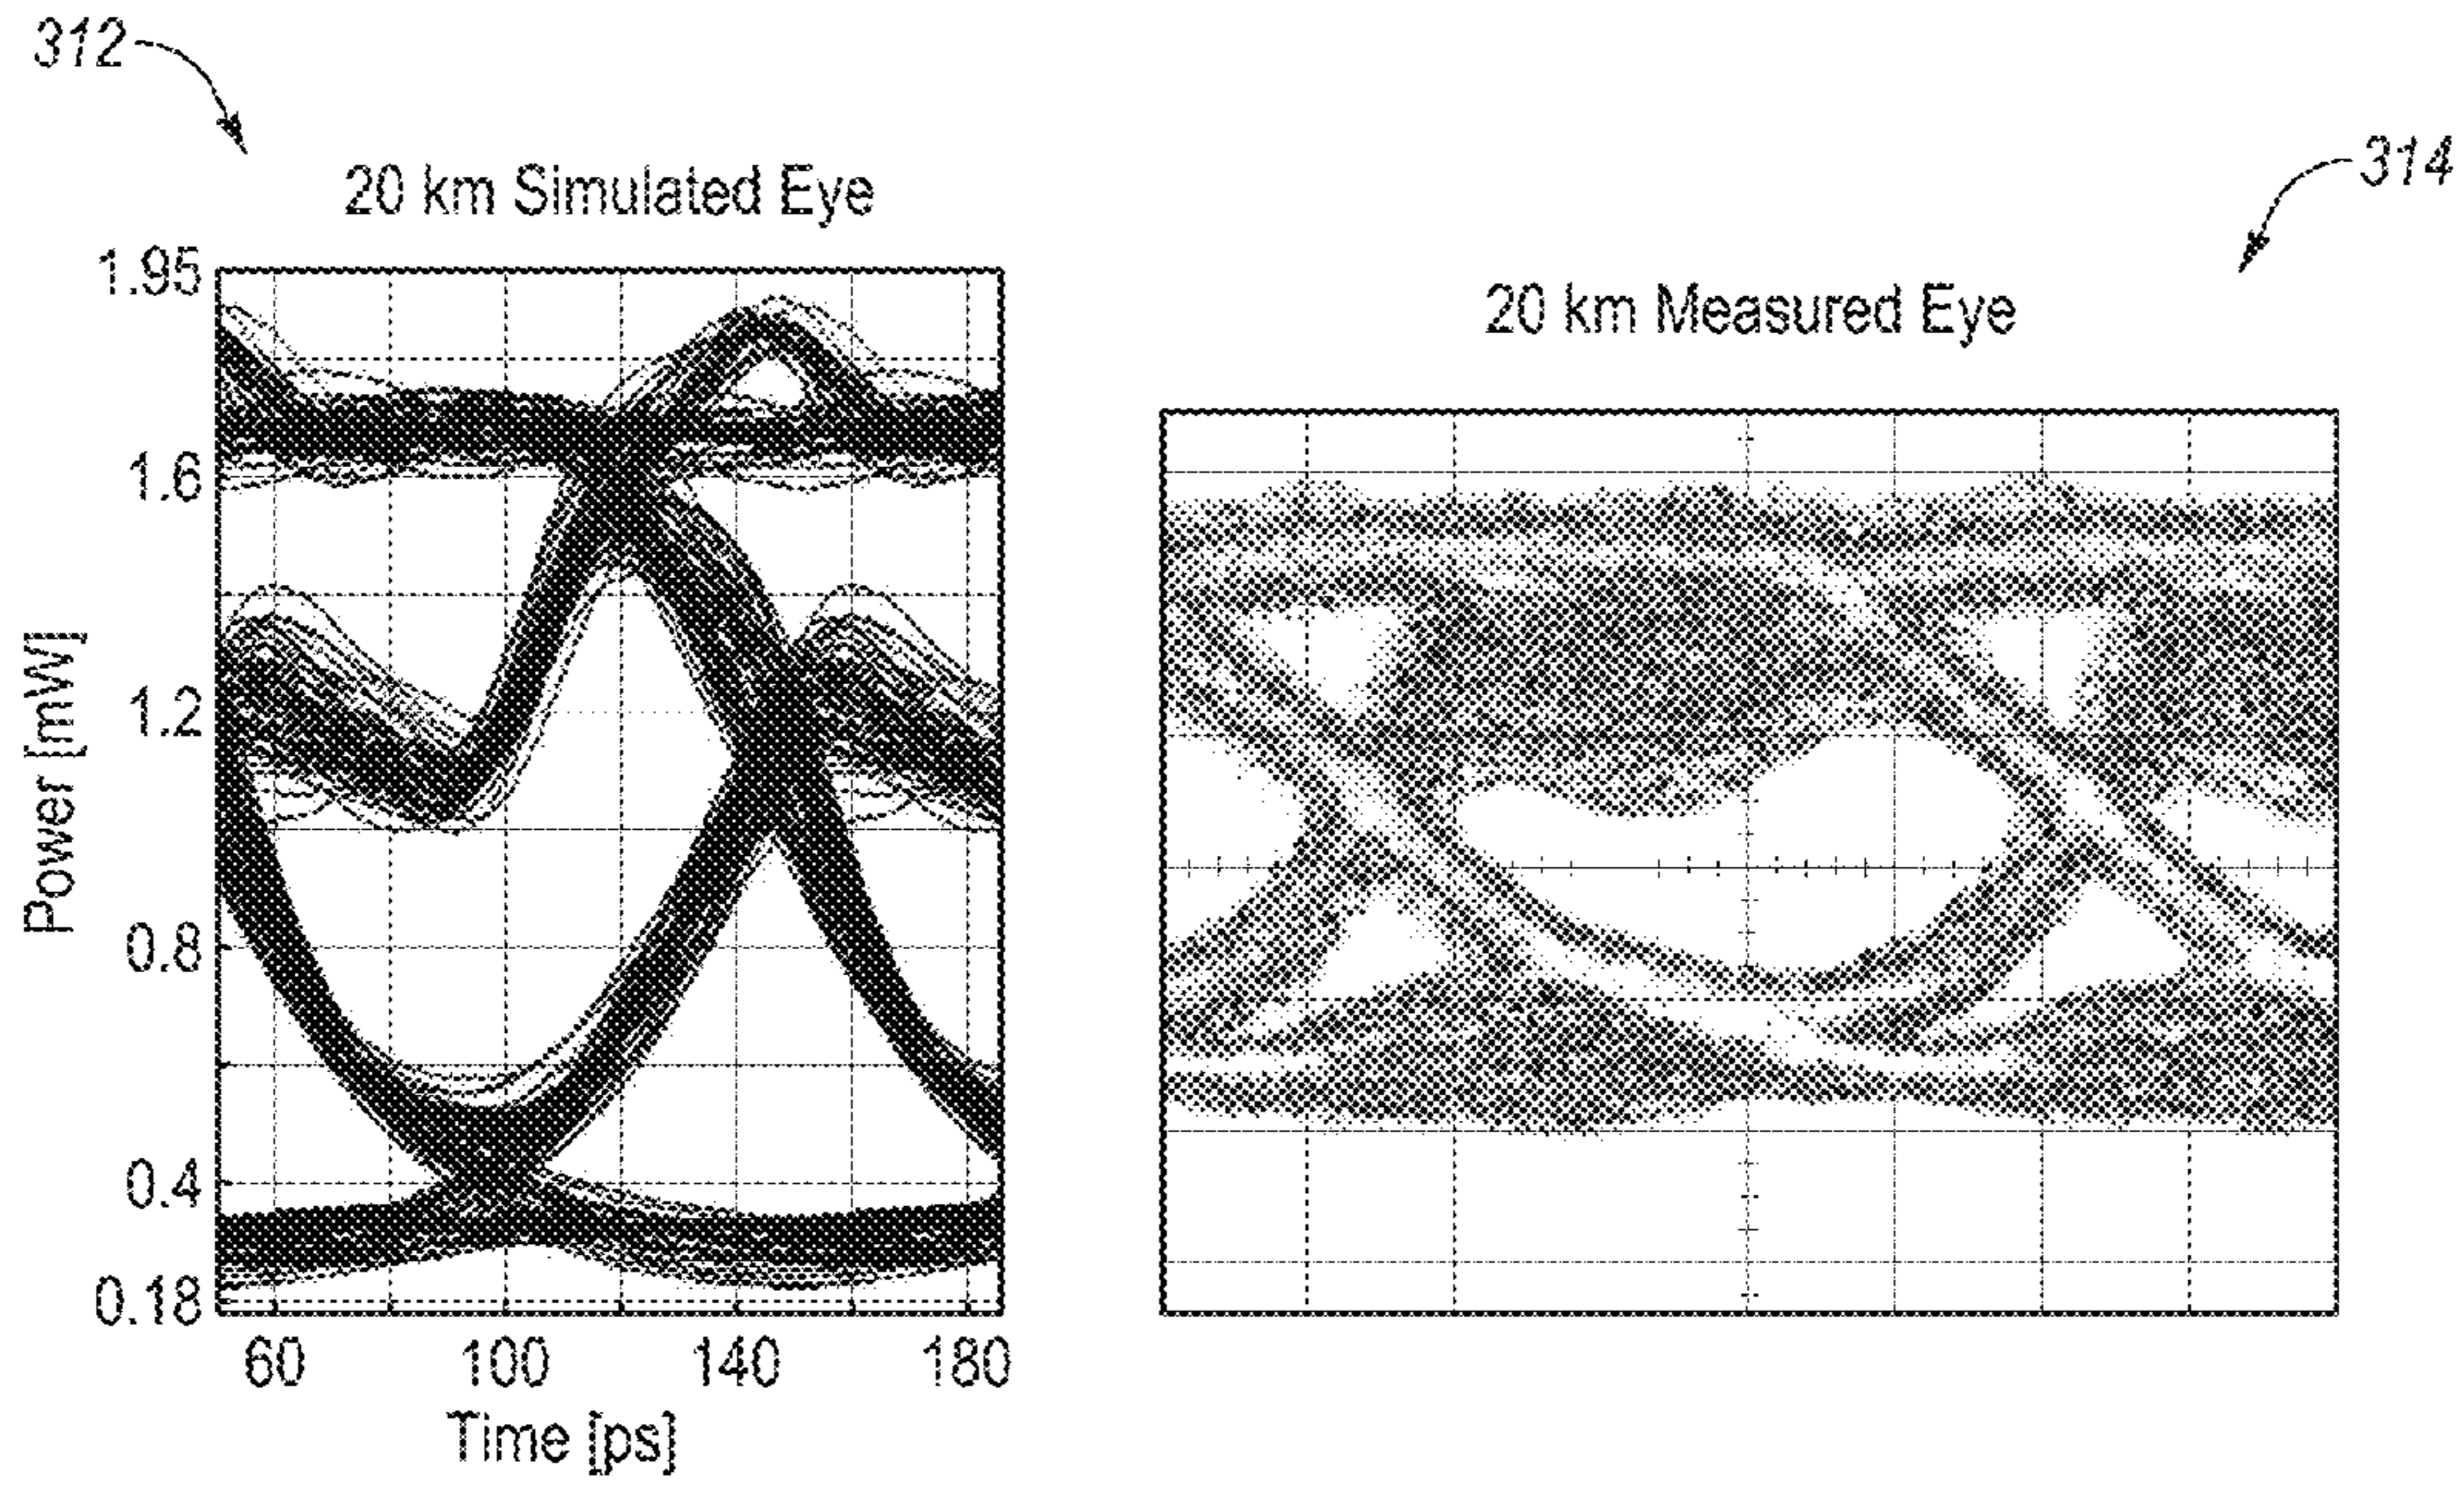 312
314
20 km Simulated Eye
20 km Measured Eye
1.95
1.6
1.2
0.8
0.4
0.18
Power [mW]
60 100 140 180
Time [ps]